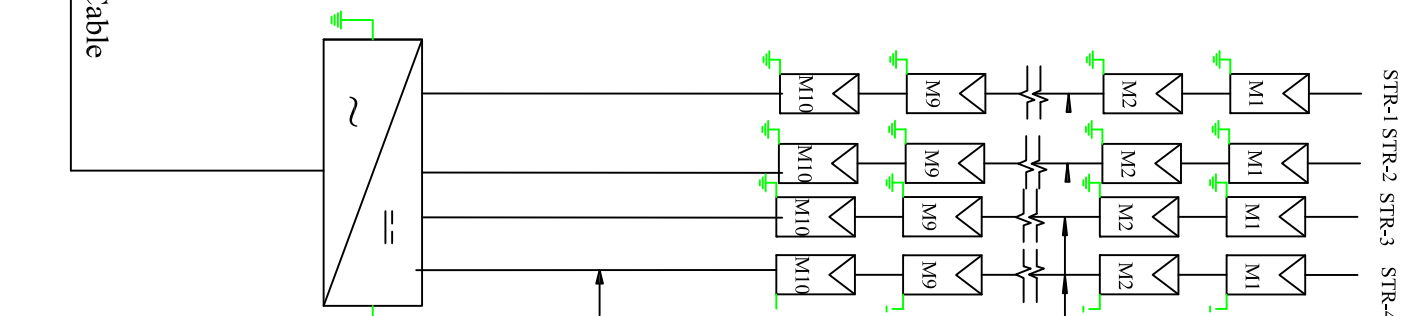 Cable
M10 M9 M2 M1 STR-1
M10 M9 M2 M1 STR-2
M10 M9 M2 M1 STR-3
M10 M9 M2 M1